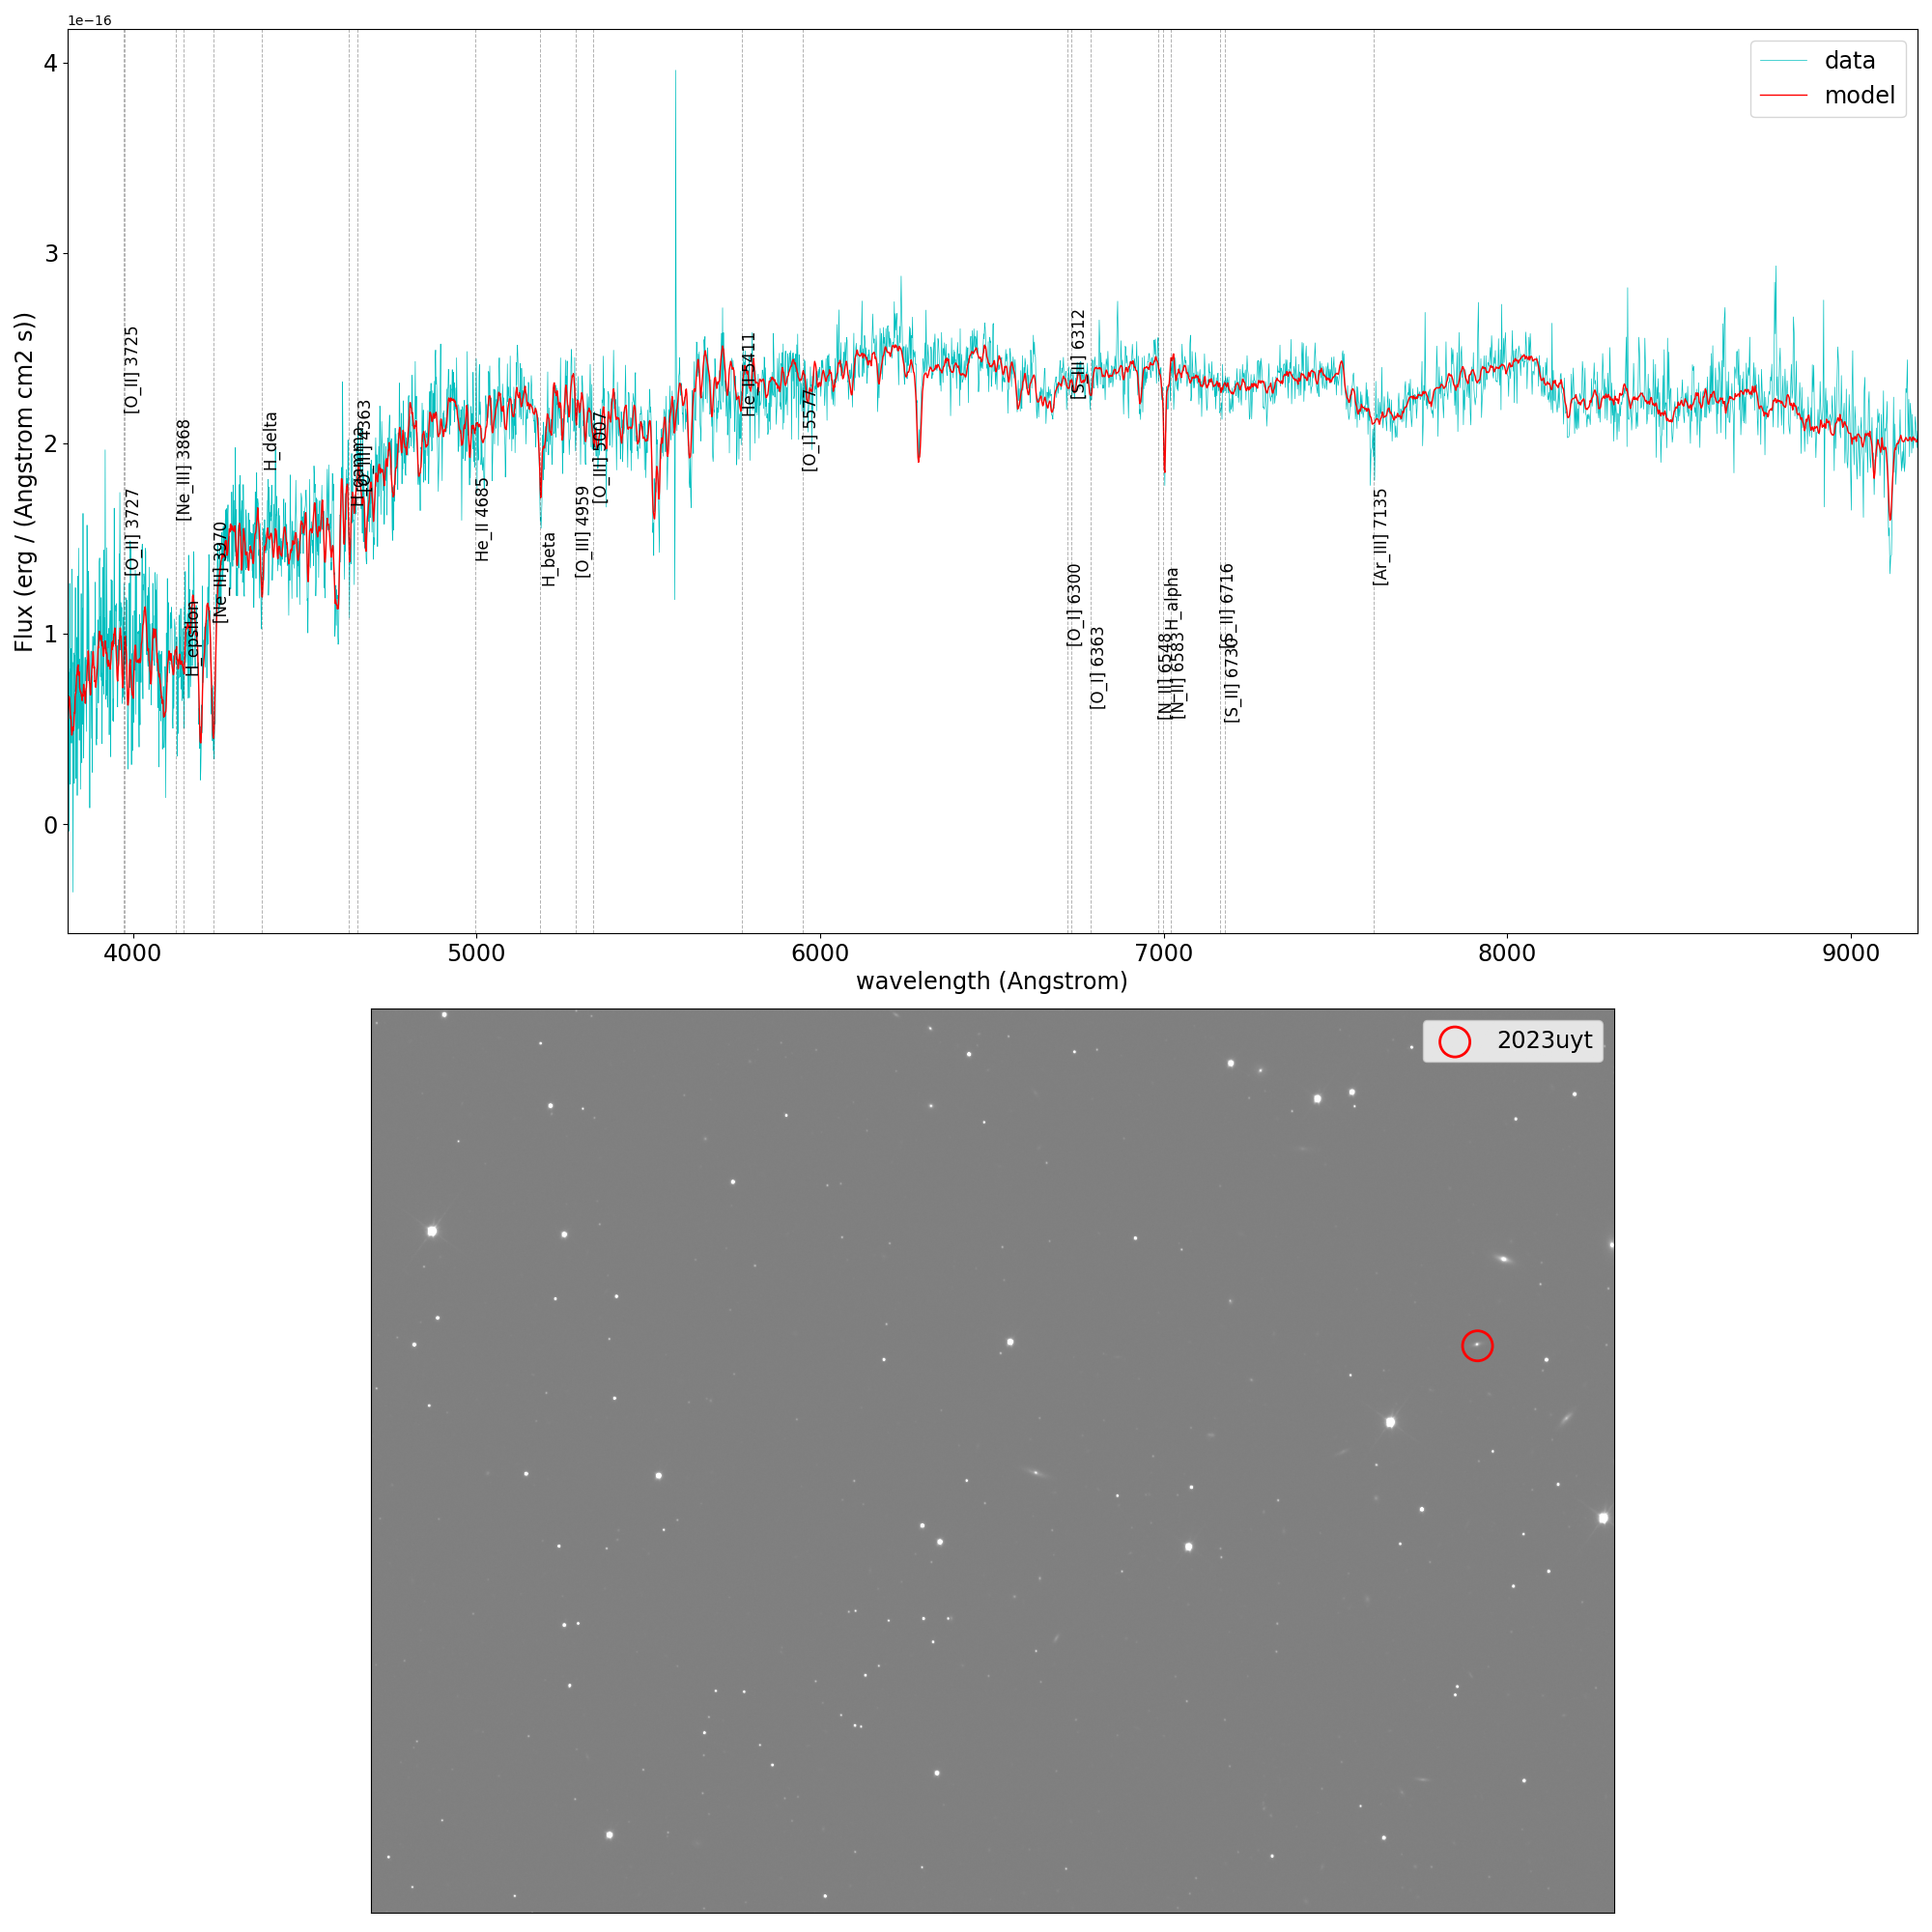 1e−16
4
3
2
1
0
Flux (erg / (Angstrom cm2 s))
data
model
[O_II] 3725
[O_II] 3727
[Ne_III] 3868
H_epsilon
[Ne_III] 3970
H_delta
H_gamma
[O_III] 4363
He_II 4685
H_beta
[O_III] 4959
[O_III] 5007
He_II 5411
[O_I] 5577
[O_I] 6300
[S_III] 6312
[O_I] 6363
[N_II] 6548
H_alpha
[N_II] 6583
[S_II] 6716
[S_II] 6730
[Ar_III] 7135
4000 5000 6000 7000 8000 9000
wavelength (Angstrom)
2023uyt